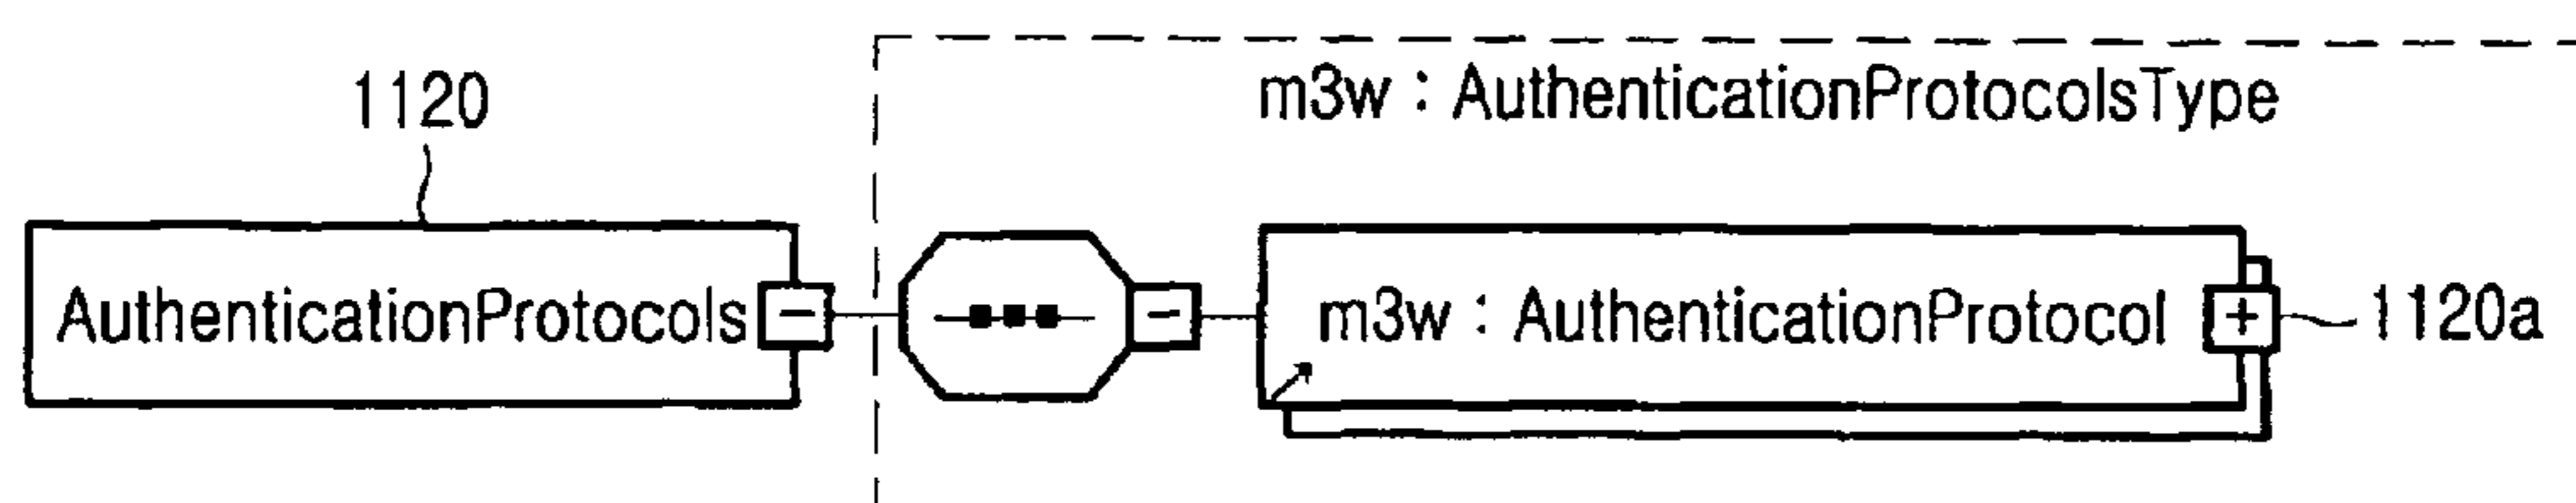 1120
m3w : AuthenticationProtocolsType
AuthenticationProtocols
m3w : AuthenticationProtocol
1120a